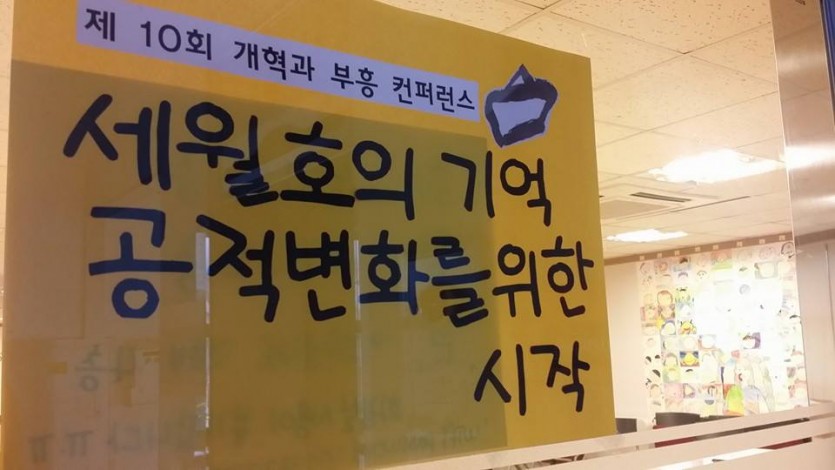 제 10회 개혁과 부흥 컨퍼런스
세월호의 기억
공적변화를위한
시작